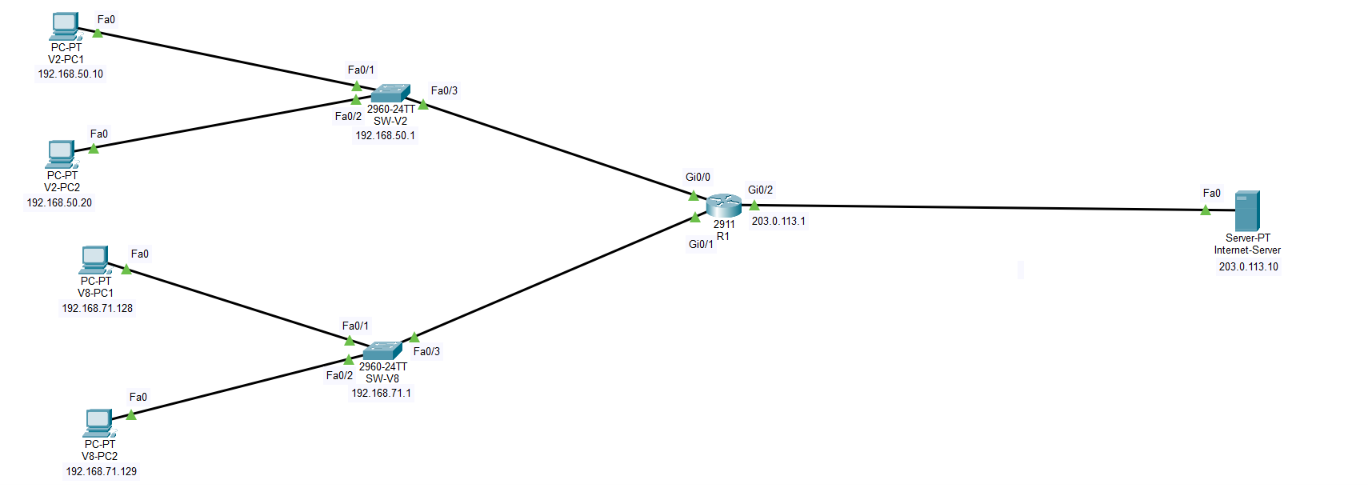 Fa0
PC-PT
V2-PC1
192.168.50.10
Fa0/1
Fa0/3
Fa0/2
2960-24TT
SW-V2
192.168.50.1
Fa0
PC-PT
V2-PC2
192.168.50.20
Gi0/0
Gi0/2
2911
R1
203.0.113.1
Gi0/1
Fa0
Server-PT
Internet-Server
203.0.113.10
Fa0
PC-PT
V8-PC1
192.168.71.128
Fa0/1
Fa0/3
Fa0/2
2960-24TT
SW-V8
192.168.71.1
Fa0
PC-PT
V8-PC2
192.168.71.129